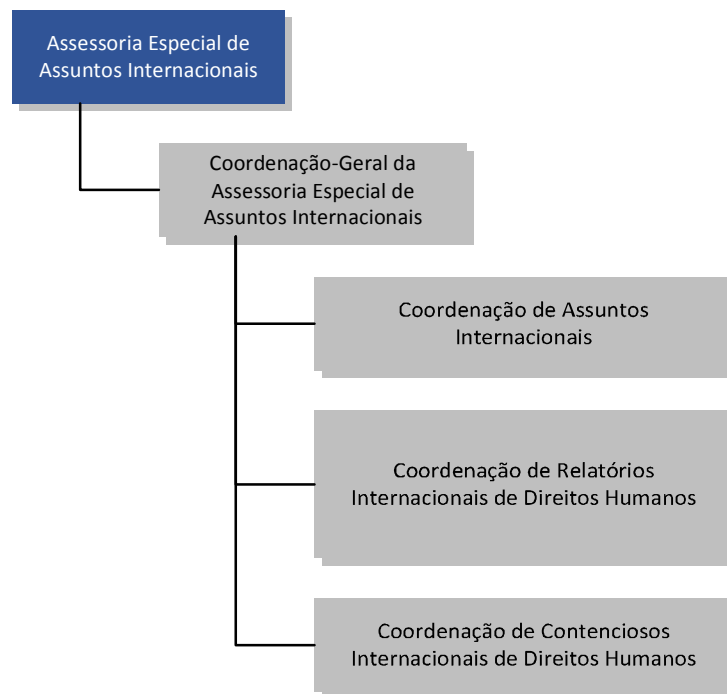 Assessoria Especial de
Assuntos Internacionais
Coordenação-Geral da
Assessoria Especial de
Assuntos Internacionais
Coordenação de Assuntos
Internacionais
Coordenação de Relatórios
Internacionais de Direitos Humanos
Coordenação de Contenciosos
Internacionais de Direitos Humanos